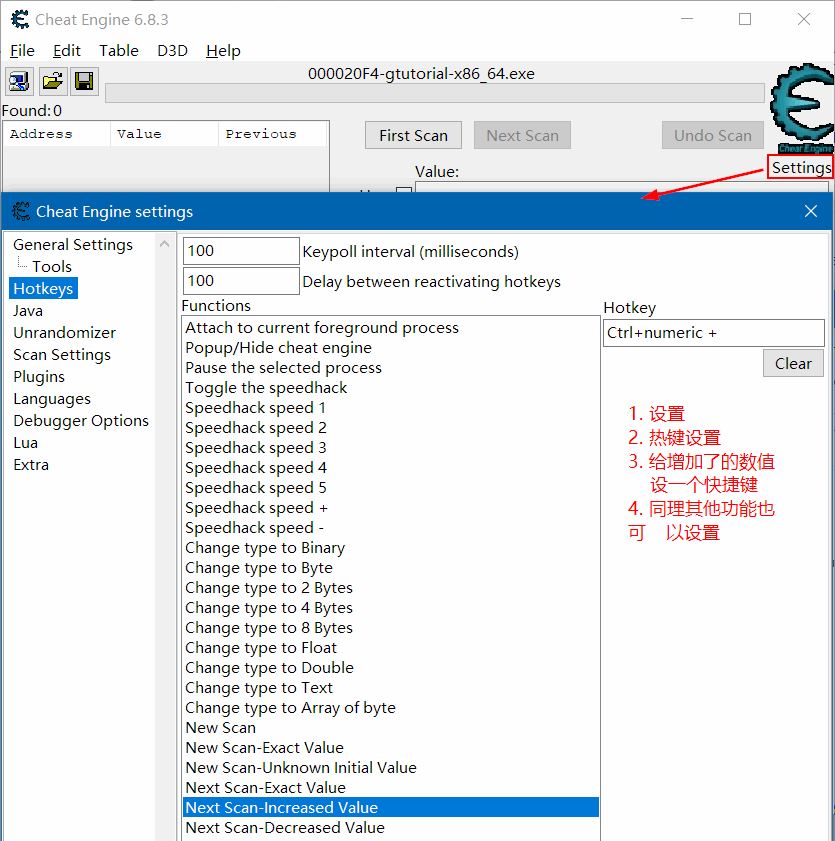 Cheat Engine 6.8.3
File Edit Table D3D Help
000020F4-gtutorial-x86_64.exe
Found: 0
Address Value Previous
First Scan Next Scan Undo Scan
Cheat Engine
Value:
Settings
Cheat Engine settings
General Settings
Tools
Hotkeys
Java
Unrandomizer
Scan Settings
Plugins
Languages
Debugger Options
Lua
Extra
100 Keypoll interval (milliseconds)
100 Delay between reactivating hotkeys
Functions
Attach to current foreground process
Popup/Hide cheat engine
Pause the selected process
Toggle the speedhack
Speedhack speed 1
Speedhack speed 2
Speedhack speed 3
Speedhack speed 4
Speedhack speed 5
Speedhack speed +
Speedhack speed -
Change type to Binary
Change type to Byte
Change type to 2 Bytes
Change type to 4 Bytes
Change type to 8 Bytes
Change type to Float
Change type to Double
Change type to Text
Change type to Array of byte
New Scan
New Scan-Exact Value
New Scan-Unknown Initial Value
Next Scan-Exact Value
Next Scan-Increased Value
Next Scan-Decreased Value
Hotkey
Ctrl+numeric +
Clear
1. 设置
2. 热键设置
3. 给增加了的数值
设一个快捷键
4. 同理其他功能也
可 以设置